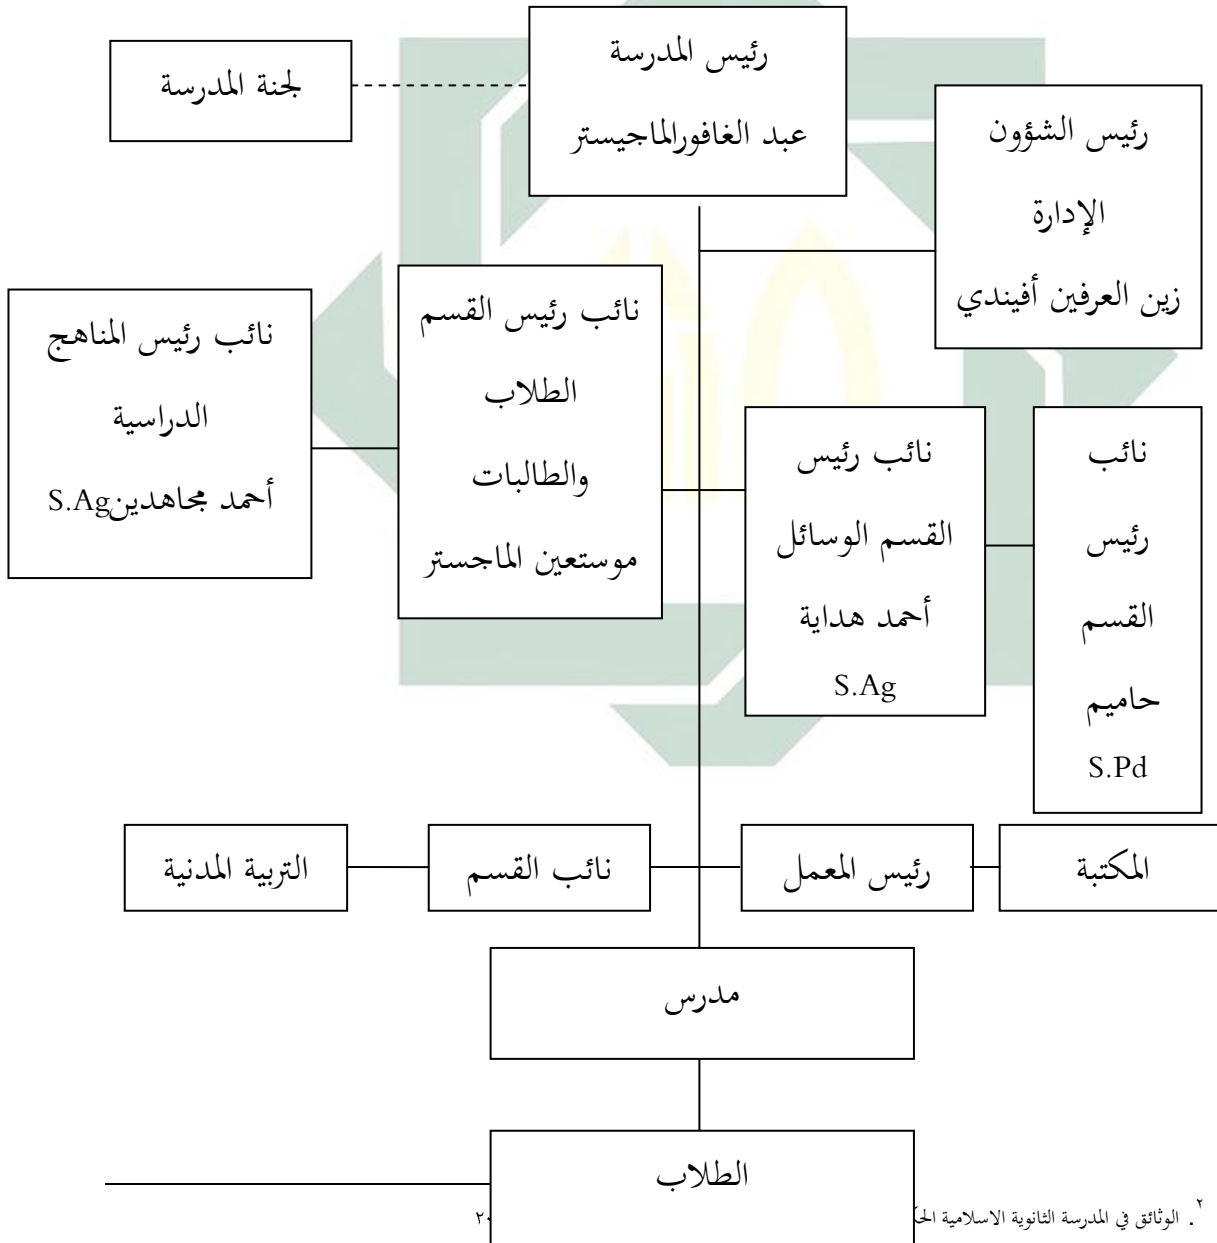 رئيس المدرسة
عبد الغافورالماجيستر
لجنة المدرسة
رئيس الشؤون
الإدارة
زين العرفين أفيندي
نائب رئيس المناهج
الدراسية
أحمد مجاهدينS.Ag
نائب رئيس القسم
الطلاب
والطالبات
موستعين الماجستر
نائب رئيس
القسم الوسائل
أحمد هداية
S.Ag
نائب
رئيس
القسم
حاميم
S.Pd
المكتبة
رئيس المعمل
نائب القسم
التربية المدنية
مدرس
الطلاب
٢. الوثائق في المدرسة الثانوية الاسلامية